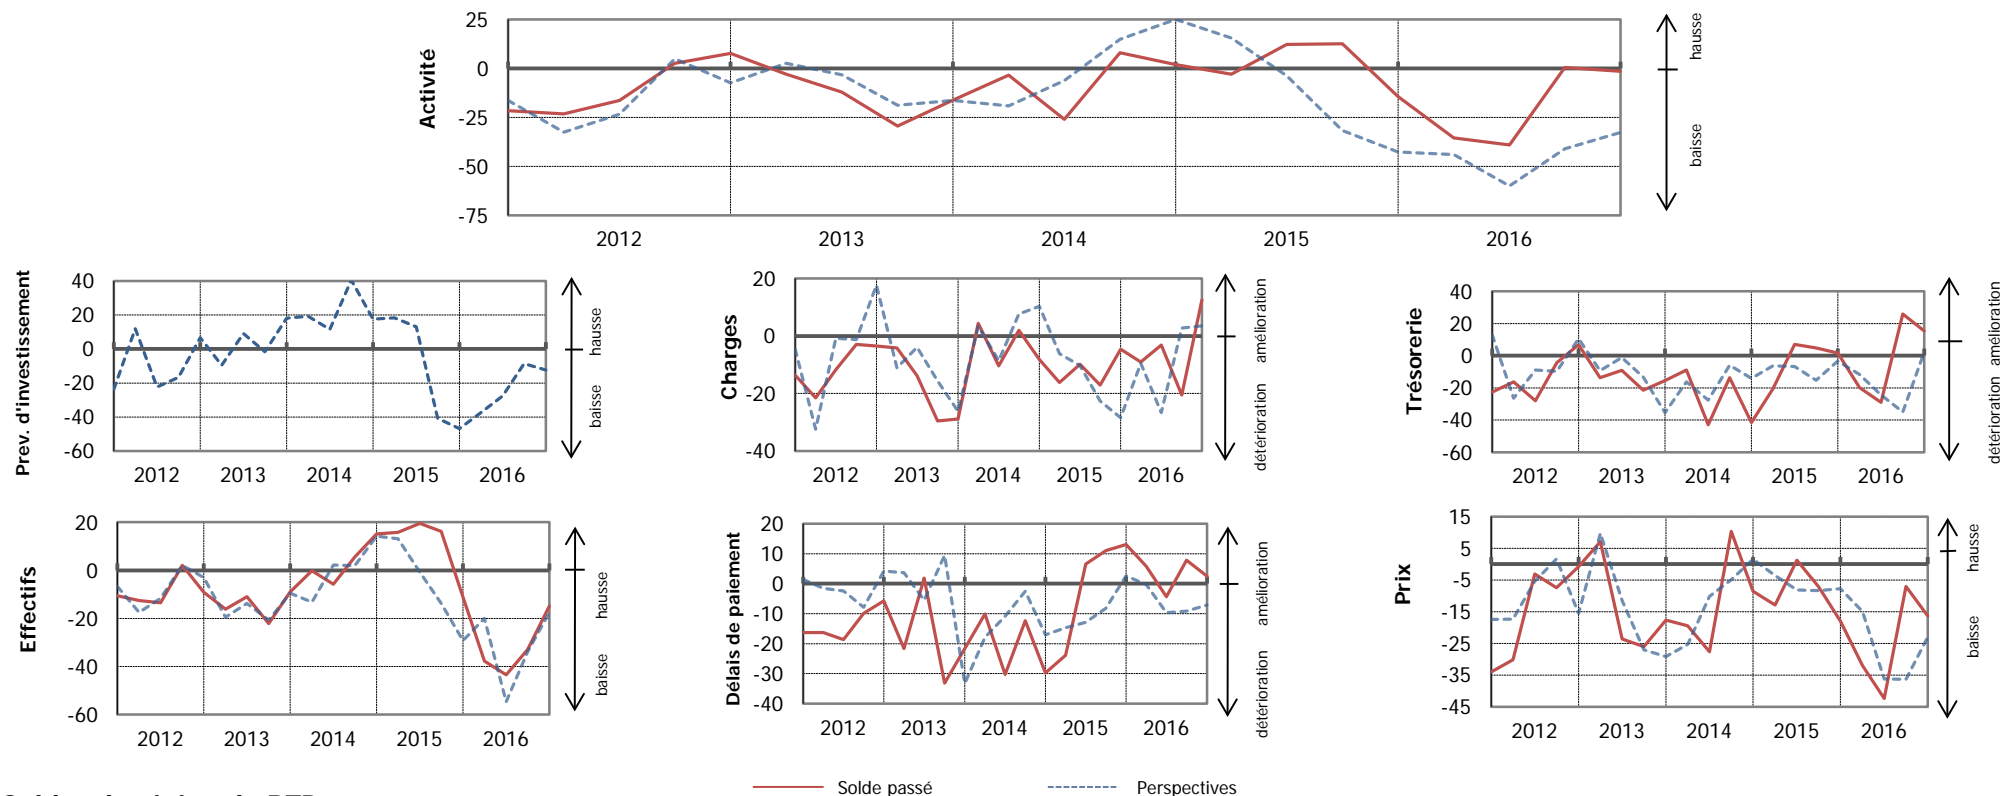 Activité
25
0
-25
-50
-75
2012 2013 2014 2015 2016
hausse
baisse
Prev. d'investissement
40
20
0
-20
-40
-60
2012 2013 2014 2015 2016
hausse
baisse
Charges
20
0
-20
-40
2012 2013 2014 2015 2016
amélioration
détérioration
Trésorerie
40
20
0
-20
-40
-60
2012 2013 2014 2015 2016
amélioration
détérioration
Effectifs
20
0
-20
-40
-60
2012 2013 2014 2015 2016
hausse
baisse
Délais de paiement
20
10
0
-10
-20
-30
-40
2012 2013 2014 2015 2016
amélioration
détérioration
Prix
15
5
-5
-15
-25
-35
-45
2012 2013 2014 2015 2016
hausse
baisse
Solde passé
Perspectives